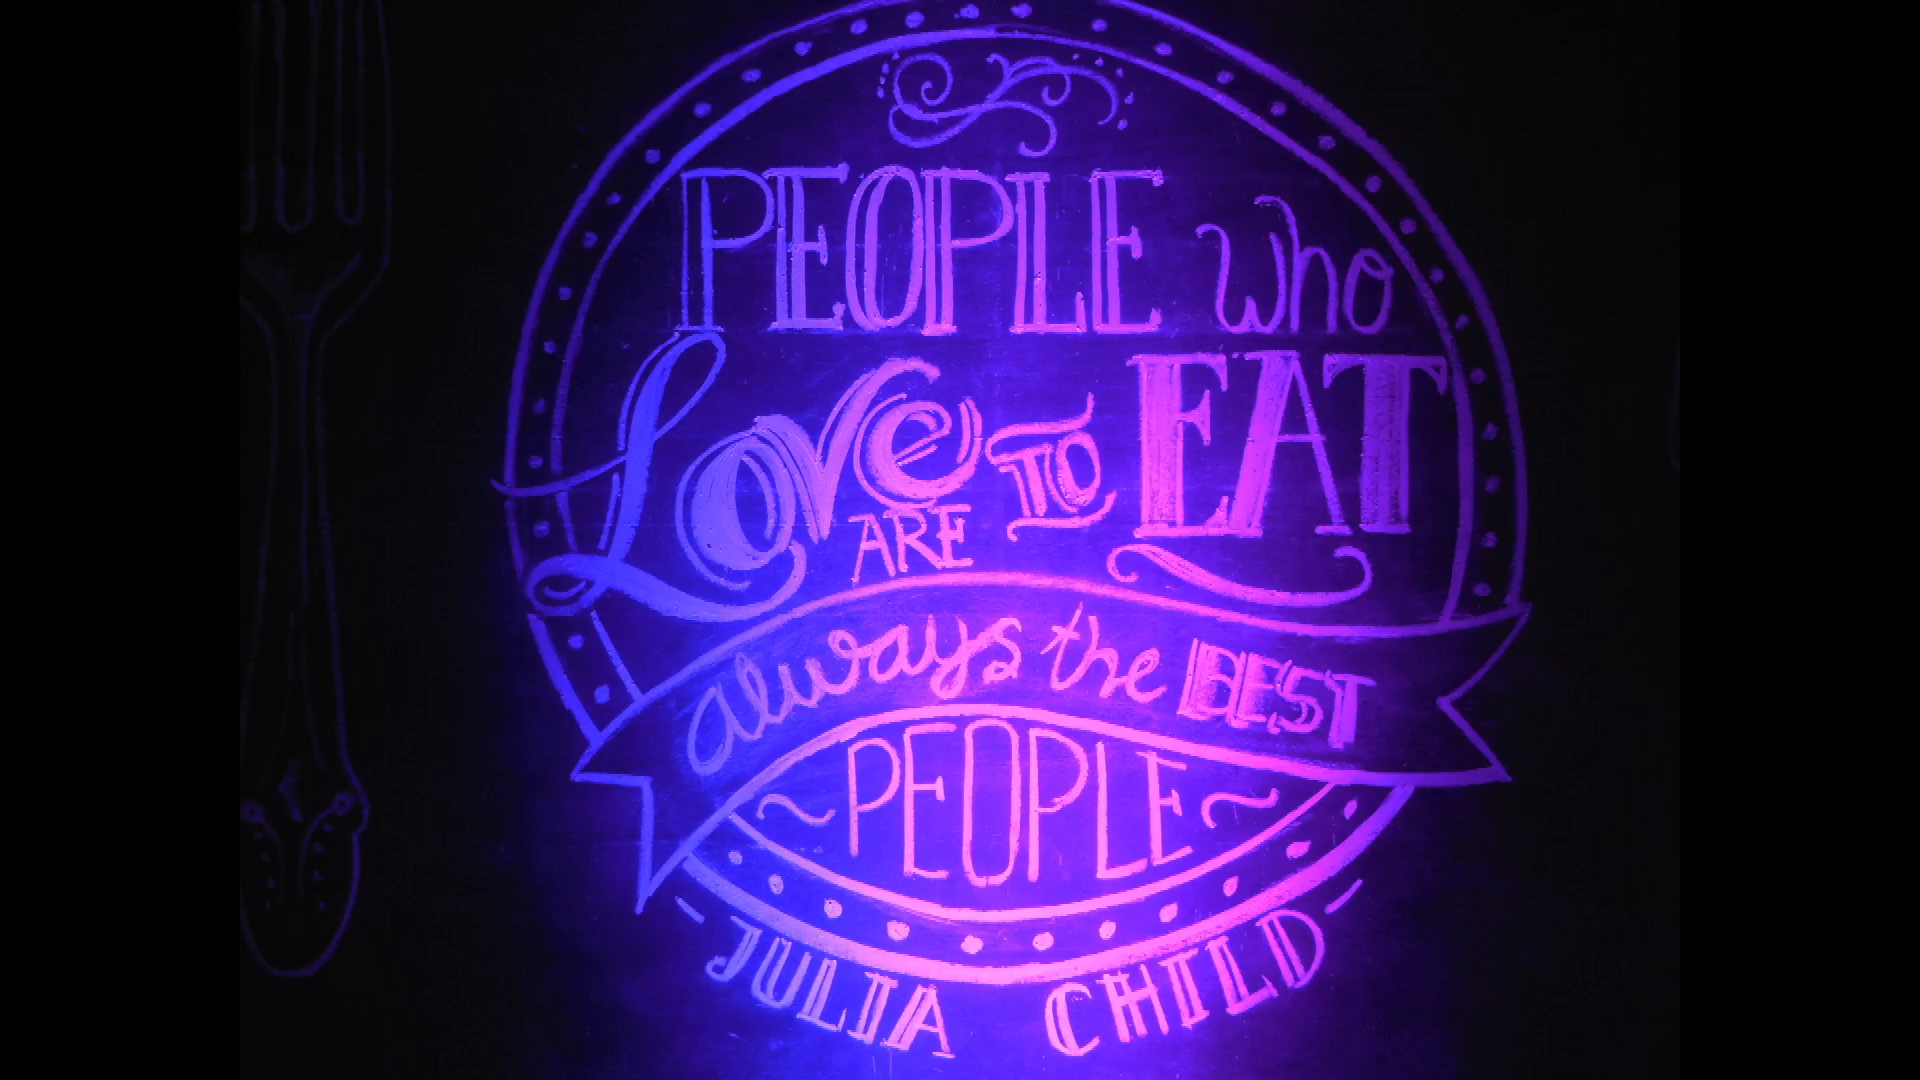 PEOPLE who
Love TO EAT
ARE
always the BEST
PEOPLE
JULIA CHILD